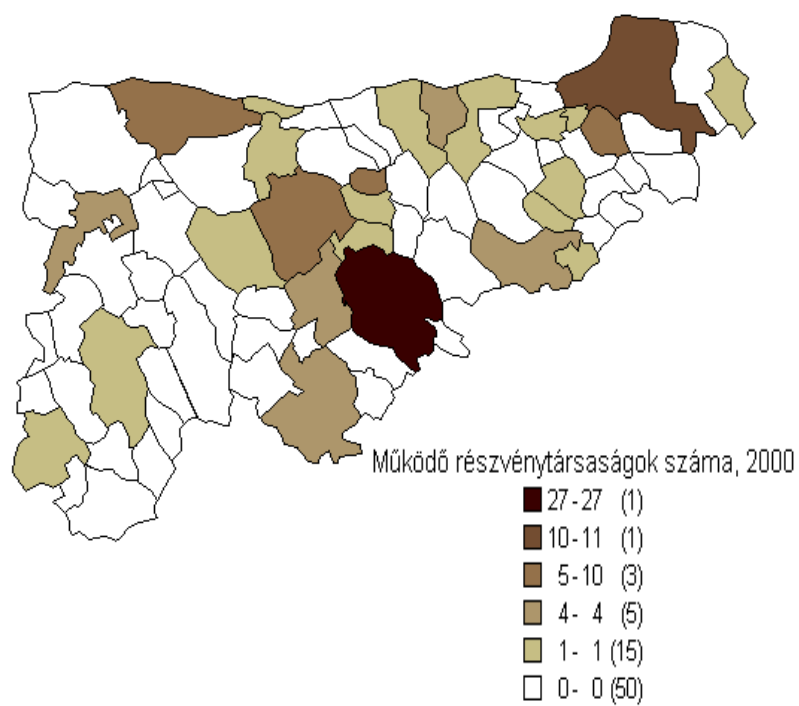 Működő részvénytársaságok száma, 2000
27 - 27 (1)
10 - 11 (1)
5 - 10 (3)
4 - 4 (5)
1 - 1 (15)
0 - 0 (50)